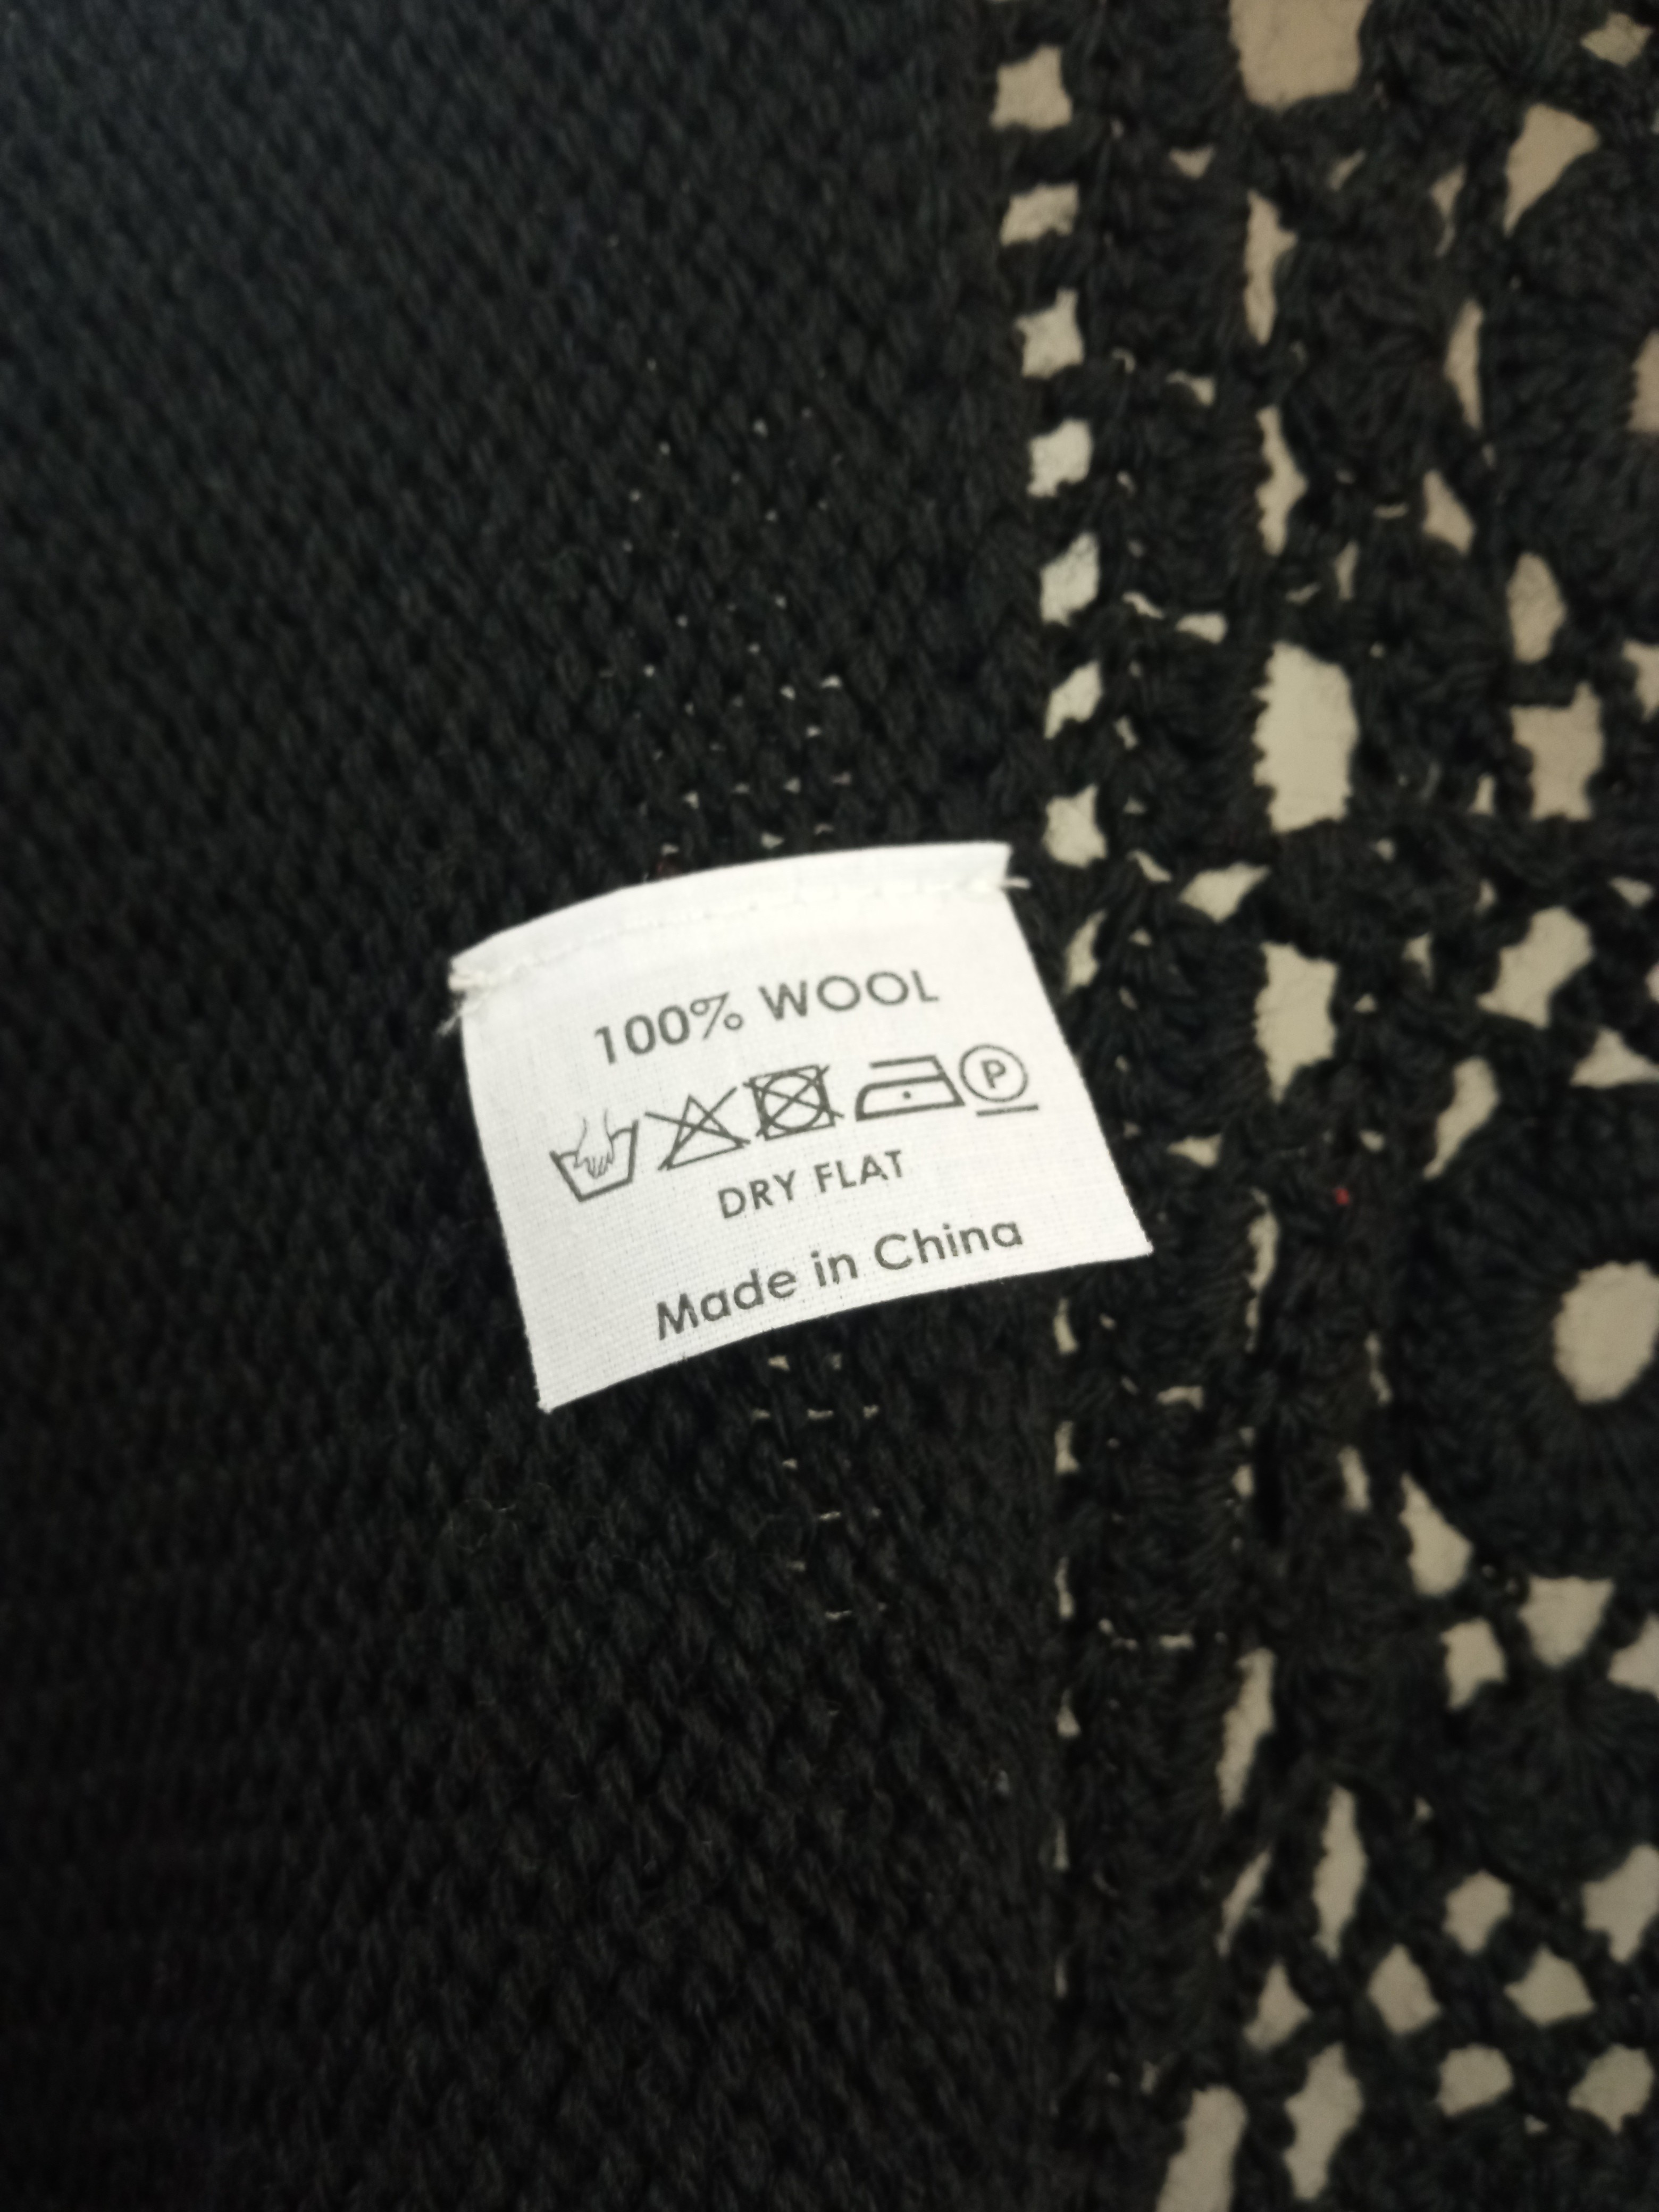 100% WOOL
P
DRY FLAT
Made in China